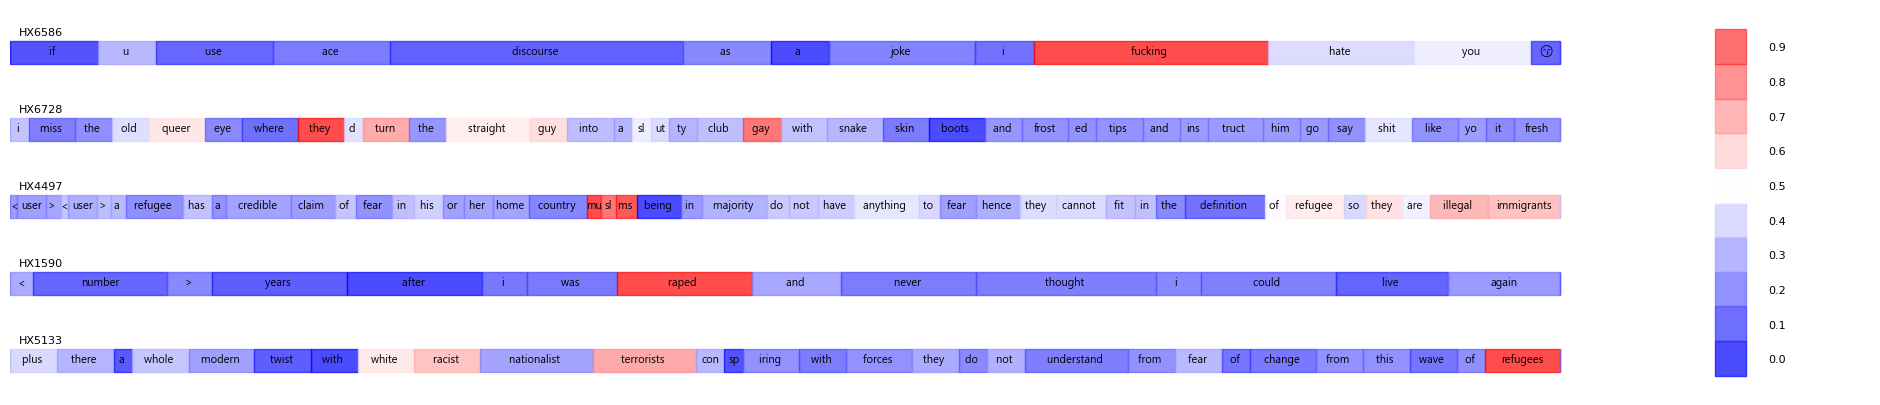 HX6586
if u use ace discourse as a joke i fucking hate you 😚
HX6728
i miss the old queer eye where they d turn the straight guy into a sl ut ty club gay with snake skin boots and frost ed tips and ins truct him go say shit like yo it fresh
HX4497
< user > < user > a refugee has a credible claim of fear in his or her home country mu sl ms being in majority do not have anything to fear hence they cannot fit in the definition of refugee so they are illegal immigrants
HX1590
< number > years after i was raped and never thought i could live again
HX5133
plus there a whole modern twist with white racist nationalist terrorists con sp iring with forces they do not understand from fear of change from this wave of refugees
0.9
0.8
0.7
0.6
0.5
0.4
0.3
0.2
0.1
0.0